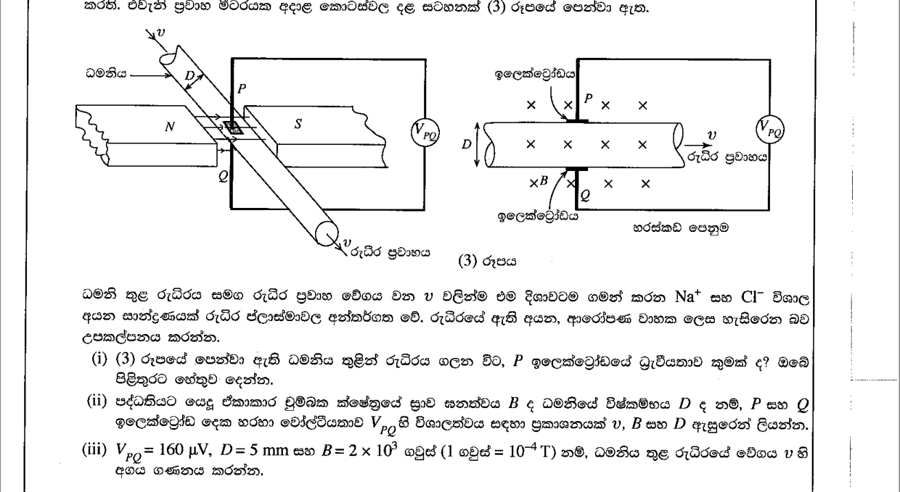 කරති. එවැනි ප්‍රවාහ මීටරයක අදාළ කොටස්වල දළ සටහනක් (3) රූපයේ පෙන්වා ඇත.
υ
ධමනිය
D
P
N
S
V_PQ
Q
υ
රුධිර ප්‍රවාහය
ඉලෙක්ට්‍රෝඩය
× × P × ×
D
× × × ×
υ
රුධිර ප්‍රවාහය
V_PQ
× B × × ×
Q
ඉලෙක්ට්‍රෝඩය
හරස්කඩ පෙනුම
(3) රූපය
ධමනි තුළ රුධිරය සමග රුධිර ප්‍රවාහ වේගය වන υ වලින්ම එම දිශාවටම ගමන් කරන Na⁺ සහ Cl⁻ විශාල
අයන සාන්ද්‍රණයක් රුධිර ප්ලාස්මාවල අන්තර්ගත වේ. රුධිරයේ ඇති අයන, ආරෝපණ වාහක ලෙස හැසිරෙන බව
උපකල්පනය කරන්න.
(i) (3) රූපයේ පෙන්වා ඇති ධමනිය තුළින් රුධිරය ගලන විට, P ඉලෙක්ට්‍රෝඩයේ ධ්‍රැවීයතාව කුමක් ද? ඔබේ
පිළිතුරට හේතුව දෙන්න.
(ii) පද්ධතියට යෙදූ ඒකාකාර චුම්බක ක්ෂේත්‍රයේ ස්‍රාව ඝනත්වය B ද ධමනියේ විෂ්කම්භය D ද නම්, P සහ Q
ඉලෙක්ට්‍රෝඩ දෙක හරහා වෝල්ටීයතාව V_PQ හි විශාලත්වය සඳහා ප්‍රකාශනයක් υ, B සහ D ඇසුරෙන් ලියන්න.
(iii) V_PQ = 160 μV, D = 5 mm සහ B = 2 × 10³ ගවුස් (1 ගවුස් = 10⁻⁴ T) නම්, ධමනිය තුළ රුධිරයේ වේගය υ හි
අගය ගණනය කරන්න.